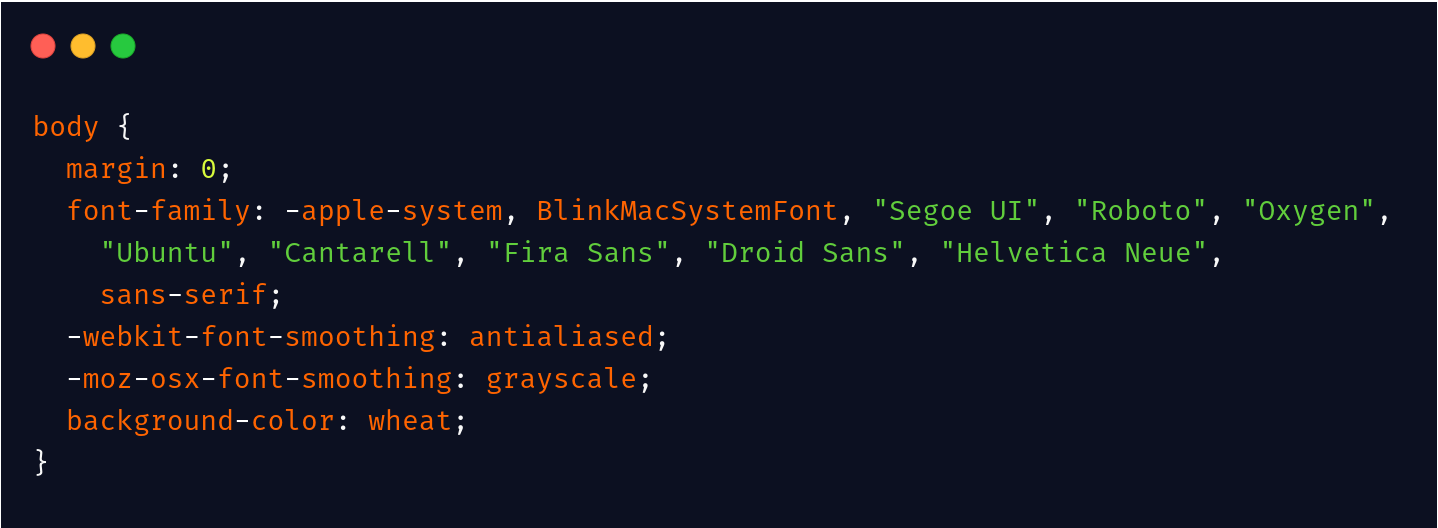 body {
  margin: 0;
  font-family: -apple-system, BlinkMacSystemFont, "Segoe UI", "Roboto", "Oxygen",
    "Ubuntu", "Cantarell", "Fira Sans", "Droid Sans", "Helvetica Neue",
    sans-serif;
  -webkit-font-smoothing: antialiased;
  -moz-osx-font-smoothing: grayscale;
  background-color: wheat;
}